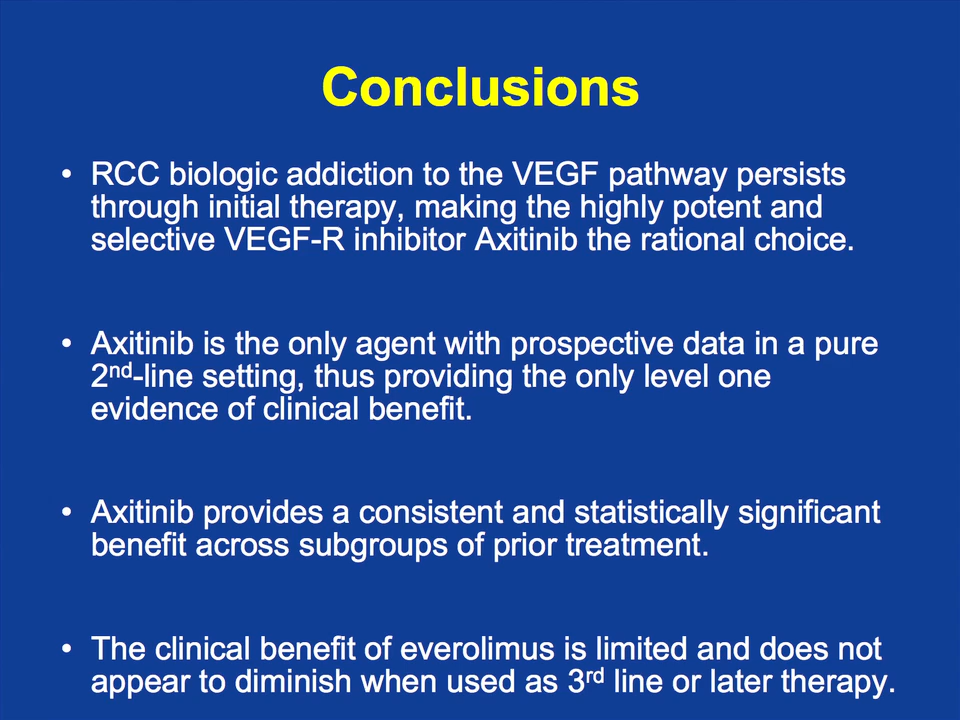 Conclusions
• RCC biologic addiction to the VEGF pathway persists
through initial therapy, making the highly potent and
selective VEGF-R inhibitor Axitinib the rational choice.
• Axitinib is the only agent with prospective data in a pure
2nd-line setting, thus providing the only level one
evidence of clinical benefit.
• Axitinib provides a consistent and statistically significant
benefit across subgroups of prior treatment.
• The clinical benefit of everolimus is limited and does not
appear to diminish when used as 3rd line or later therapy.